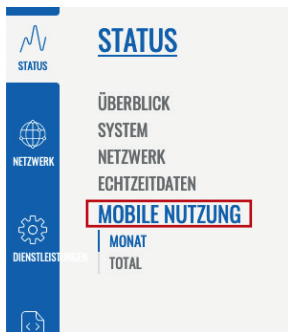 STATUS
STATUS
ÜBERBLICK
SYSTEM
NETZWERK
NETZWERK
ECHTZEITDATEN
MOBILE NUTZUNG
MONAT
DIENSTLEISTUNGEN
TOTAL